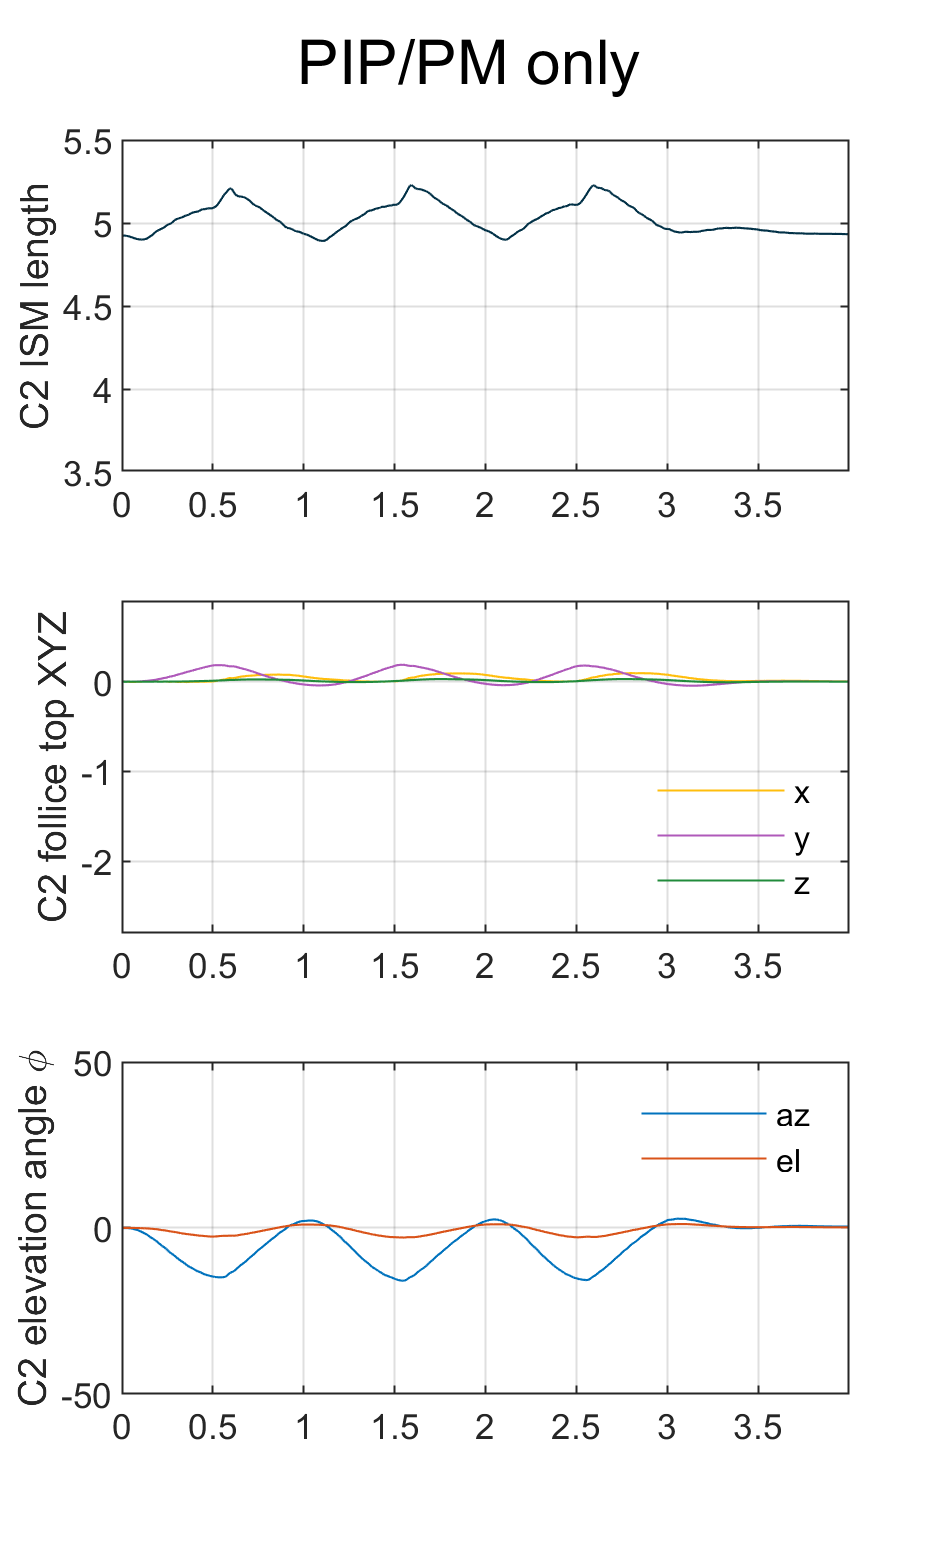 PIP/PM only
C2 ISM length
5.5
5
4.5
4
3.5
0 0.5 1 1.5 2 2.5 3 3.5
C2 follice top XYZ
0
-1
-2
x
y
z
0 0.5 1 1.5 2 2.5 3 3.5
C2 elevation angle ϕ
50
0
-50
az
el
0 0.5 1 1.5 2 2.5 3 3.5